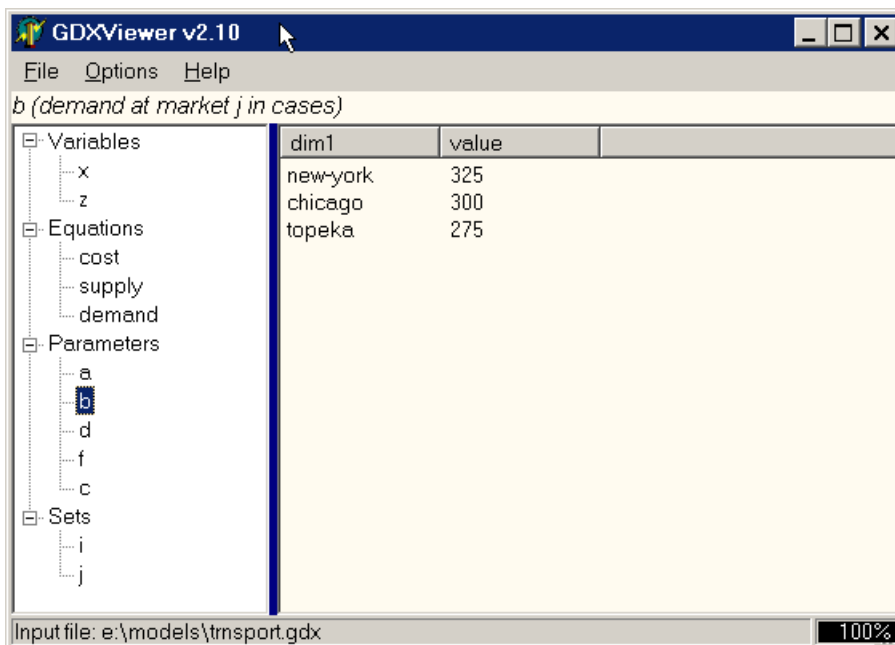 GDXViewer v2.10
File Options Help
b (demand at market j in cases)
Variables
x
z
Equations
cost
supply
demand
Parameters
a
b
d
f
c
Sets
i
j
dim1 value
new-york 325
chicago 300
topeka 275
Input file: e:\models\trnsport.gdx 100%